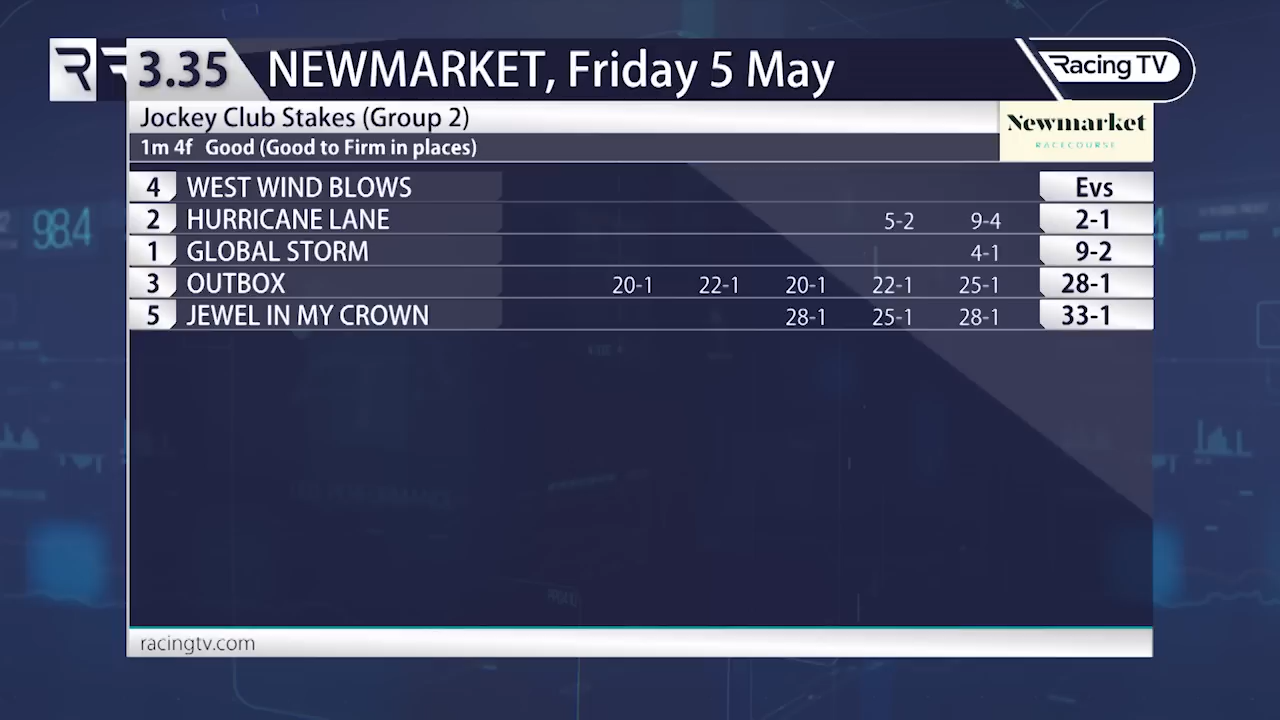 3.35 NEWMARKET, Friday 5 May Racing TV
Jockey Club Stakes (Group 2)
Newmarket
RACECOURSE
1m 4f Good (Good to Firm in places)
4 WEST WIND BLOWS Evs
2 HURRICANE LANE 5-2 9-4 2-1
1 GLOBAL STORM 4-1 9-2
3 OUTBOX 20-1 22-1 20-1 22-1 25-1 28-1
5 JEWEL IN MY CROWN 28-1 25-1 28-1 33-1
98.4
racingtv.com